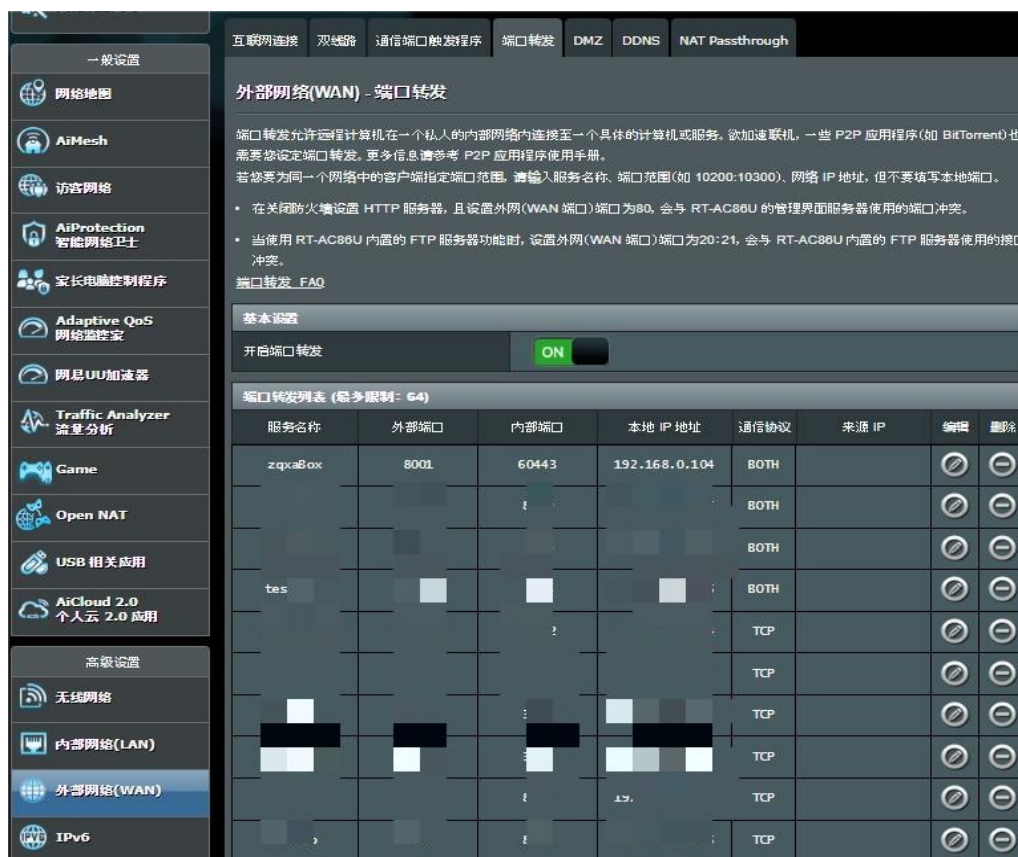 互联网连接 双线路 通信端口触发程序 端口转发 DMZ DDNS NAT Passthrough
一般设置
网络地图
AiMesh
访客网络
AiProtection
智能网络卫士
家长电脑控制程序
Adaptive QoS
网络监控家
网易UU加速器
Traffic Analyzer
流量分析
Game
Open NAT
USB 相关应用
AiCloud 2.0
个人云 2.0 应用
高级设置
无线网络
内部网络(LAN)
外部网络(WAN)
IPv6
外部网络(WAN) - 端口转发
端口转发允许远程计算机在一个私人的内部网络内连接至一个具体的计算机或服务。欲加速联机，一些 P2P 应用程序(如 BitTorrent)也
需要您设定端口转发。更多信息请参考 P2P 应用程序使用手册。
若您要为同一个网络中的客户端指定端口范围, 请输入服务名称、端口范围(如 10200:10300)、网络 IP 地址, 但不要填写本地端口。
• 在关闭防火墙设置 HTTP 服务器, 且设置外网(WAN 端口)端口为80, 会与 RT-AC86U 的管理界面服务器使用的端口冲突。
• 当使用 RT-AC86U 内置的 FTP 服务器功能时, 设置外网(WAN 端口)端口为20:21, 会与 RT-AC86U 内置的 FTP 服务器使用的接口
冲突。
端口转发 FAQ
基本设置
开启端口转发 ON
端口转发列表 (最多限制: 64)
服务名称 外部端口 内部端口 本地 IP 地址 通信协议 来源 IP 编辑 删除
zqxaBox 8001 60443 192.168.0.104 BOTH
BOTH
BOTH
tes BOTH
TCP
TCP
TCP
TCP
TCP
TCP